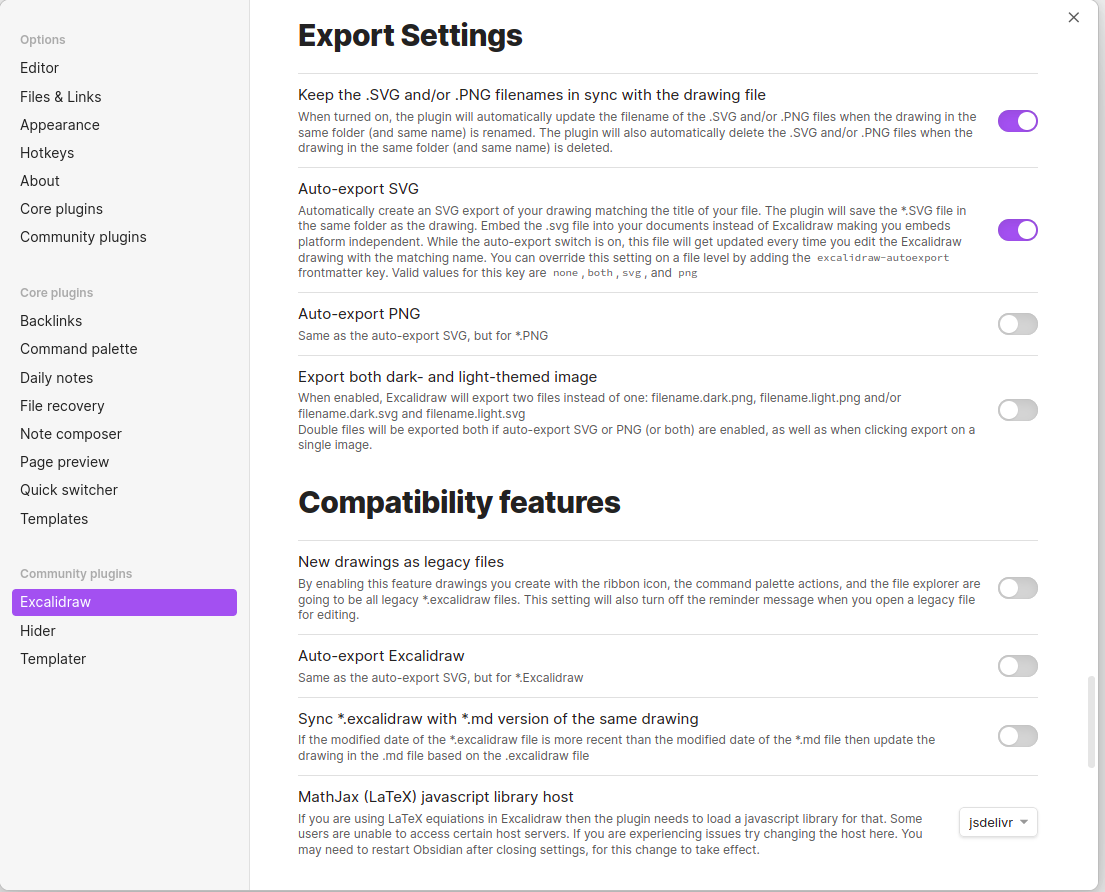 Options
Editor
Files & Links
Appearance
Hotkeys
About
Core plugins
Community plugins
Core plugins
Backlinks
Command palette
Daily notes
File recovery
Note composer
Page preview
Quick switcher
Templates
Community plugins
Excalidraw
Hider
Templater
Export Settings
Keep the .SVG and/or .PNG filenames in sync with the drawing file
When turned on, the plugin will automatically update the filename of the .SVG and/or .PNG files when the drawing in the
same folder (and same name) is renamed. The plugin will also automatically delete the .SVG and/or .PNG files when the
drawing in the same folder (and same name) is deleted.
Auto-export SVG
Automatically create an SVG export of your drawing matching the title of your file. The plugin will save the *.SVG file in
the same folder as the drawing. Embed the .svg file into your documents instead of Excalidraw making you embeds
platform independent. While the auto-export switch is on, this file will get updated every time you edit the Excalidraw
drawing with the matching name. You can override this setting on a file level by adding the excalidraw-autoexport
frontmatter key. Valid values for this key are none , both , svg , and png
Auto-export PNG
Same as the auto-export SVG, but for *.PNG
Export both dark- and light-themed image
When enabled, Excalidraw will export two files instead of one: filename.dark.png, filename.light.png and/or
filename.dark.svg and filename.light.svg
Double files will be exported both if auto-export SVG or PNG (or both) are enabled, as well as when clicking export on a
single image.
Compatibility features
New drawings as legacy files
By enabling this feature drawings you create with the ribbon icon, the command palette actions, and the file explorer are
going to be all legacy *.excalidraw files. This setting will also turn off the reminder message when you open a legacy file
for editing.
Auto-export Excalidraw
Same as the auto-export SVG, but for *.Excalidraw
Sync *.excalidraw with *.md version of the same drawing
If the modified date of the *.excalidraw file is more recent than the modified date of the *.md file then update the
drawing in the .md file based on the .excalidraw file
MathJax (LaTeX) javascript library host
If you are using LaTeX equiations in Excalidraw then the plugin needs to load a javascript library for that. Some
users are unable to access certain host servers. If you are experiencing issues try changing the host here. You
may need to restart Obsidian after closing settings, for this change to take effect.
jsdelivr